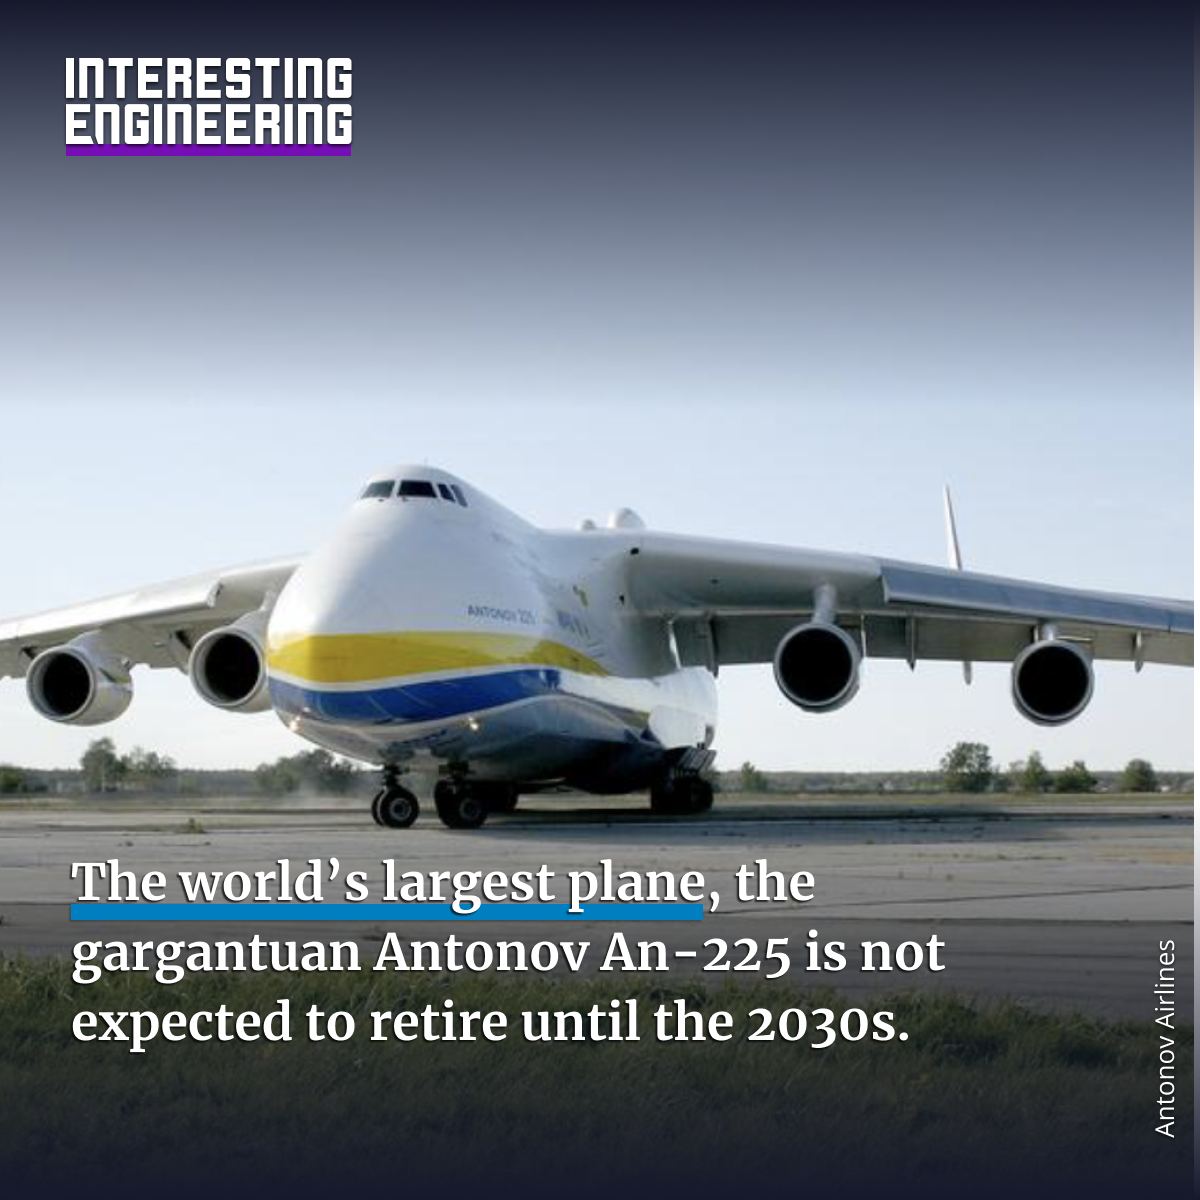 INTERESTING
ENGINEERING
ANTONOV 225
The world’s largest plane, the
gargantuan Antonov An-225 is not
expected to retire until the 2030s.
Antonov Airlines